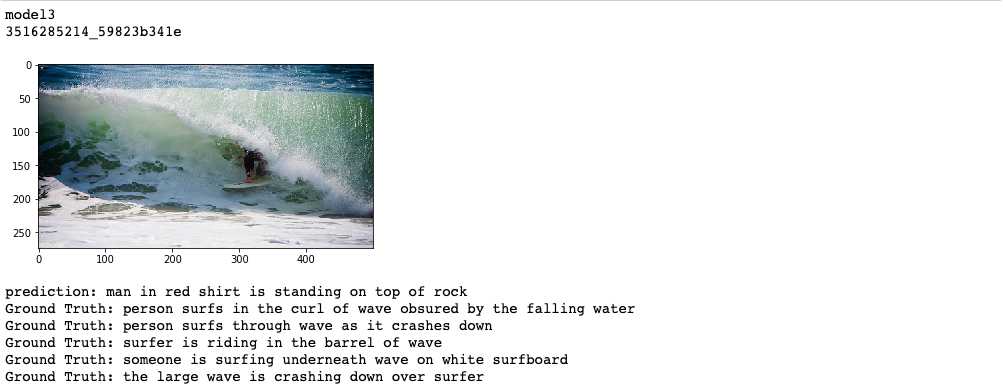 model3
3516285214_59823b341e
0
50
100
150
200
250
0 100 200 300 400
prediction: man in red shirt is standing on top of rock
Ground Truth: person surfs in the curl of wave obsured by the falling water
Ground Truth: person surfs through wave as it crashes down
Ground Truth: surfer is riding in the barrel of wave
Ground Truth: someone is surfing underneath wave on white surfboard
Ground Truth: the large wave is crashing down over surfer